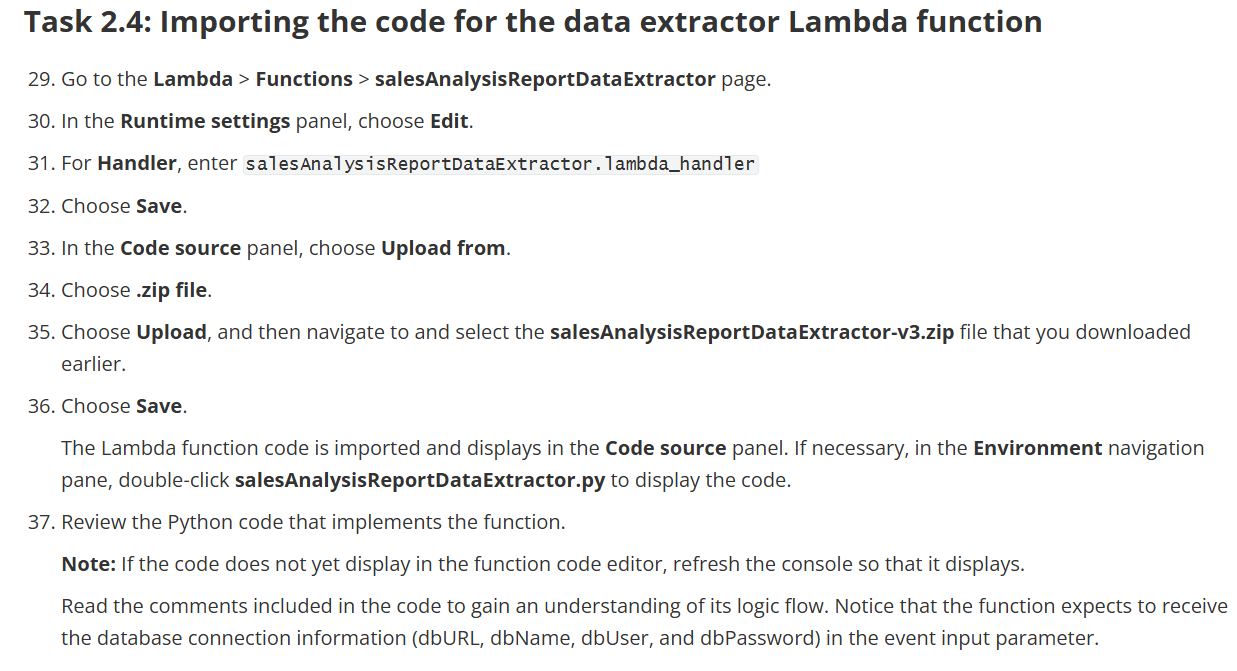 Task 2.4: Importing the code for the data extractor Lambda function
29. Go to the Lambda > Functions > salesAnalysisReportDataExtractor page.
30. In the Runtime settings panel, choose Edit.
31. For Handler, enter salesAnalysisReportDataExtractor.lambda_handler
32. Choose Save.
33. In the Code source panel, choose Upload from.
34. Choose .zip file.
35. Choose Upload, and then navigate to and select the salesAnalysisReportDataExtractor-v3.zip file that you downloaded
earlier.
36. Choose Save.
The Lambda function code is imported and displays in the Code source panel. If necessary, in the Environment navigation
pane, double-click salesAnalysisReportDataExtractor.py to display the code.
37. Review the Python code that implements the function.
Note: If the code does not yet display in the function code editor, refresh the console so that it displays.
Read the comments included in the code to gain an understanding of its logic flow. Notice that the function expects to receive
the database connection information (dbURL, dbName, dbUser, and dbPassword) in the event input parameter.